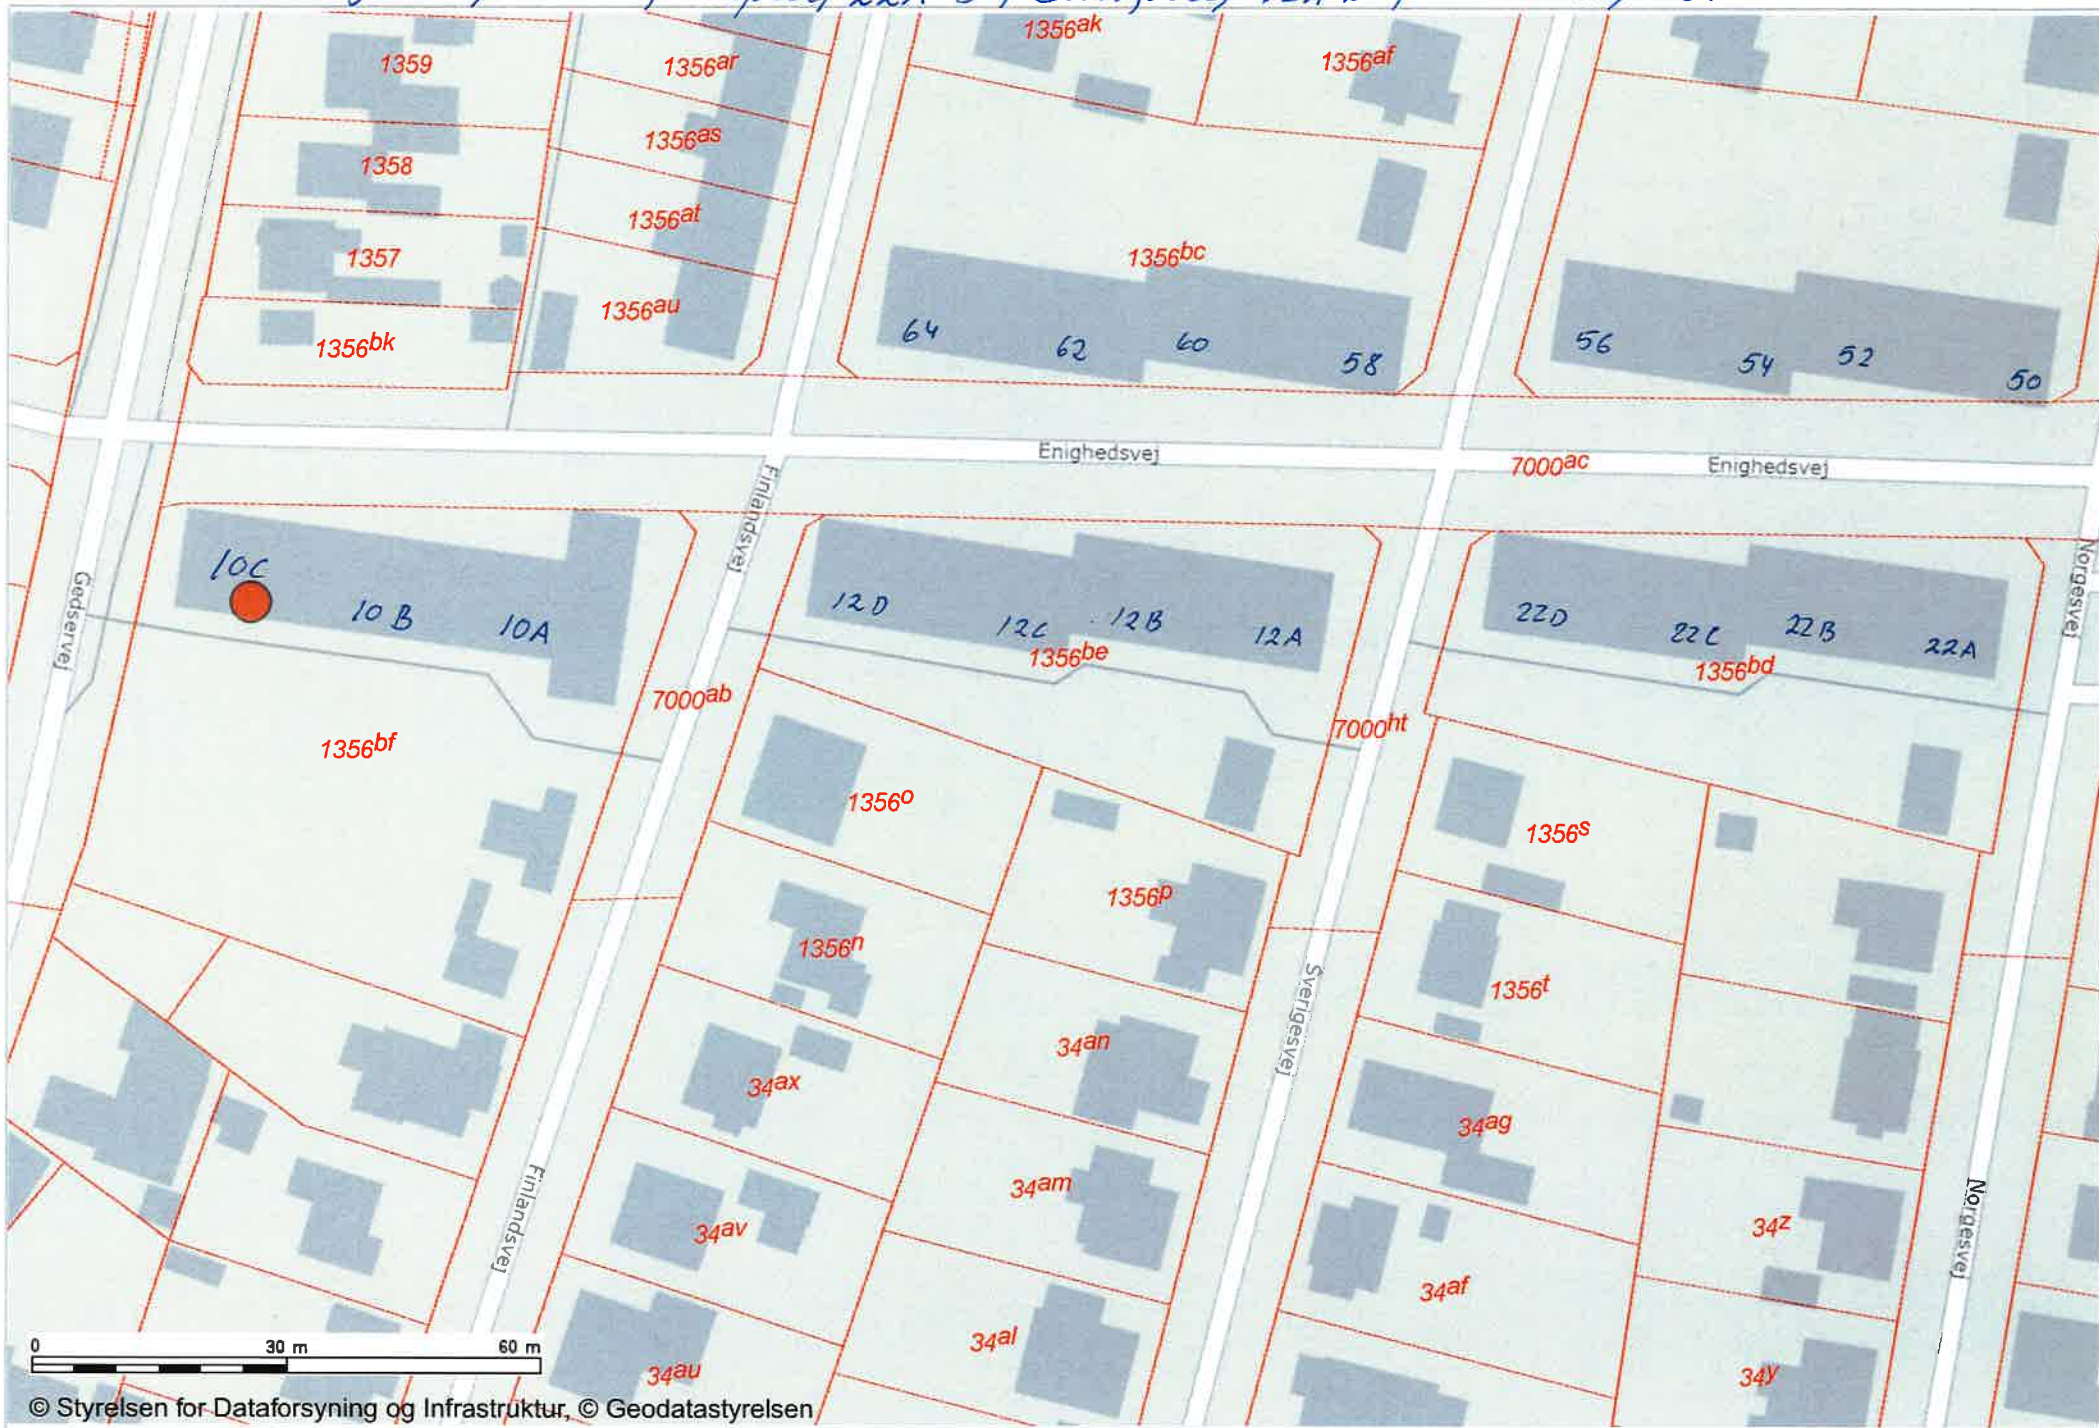 22A
1359
1356ar
1356ak
1356af
1356as
1358
1356at
1357
1356bc
1356au
1356bk
64
62
60
58
56
54
52
50
Enighedsvej
7000ac
Enighedsvej
Finlandsvej
Gedservej
Norgesvej
10C
10B
10A
12D
12C
12B
12A
22D
22C
22B
22A
1356be
1356bd
7000ab
7000ht
1356bf
1356o
1356s
1356p
1356n
1356t
Sverigesvej
34an
34ax
34ag
34am
34av
34z
Finlandsvej
Norgesvej
34af
34al
34au
34y
0 30 m 60 m
© Styrelsen for Dataforsyning og Infrastruktur, © Geodatastyrelsen